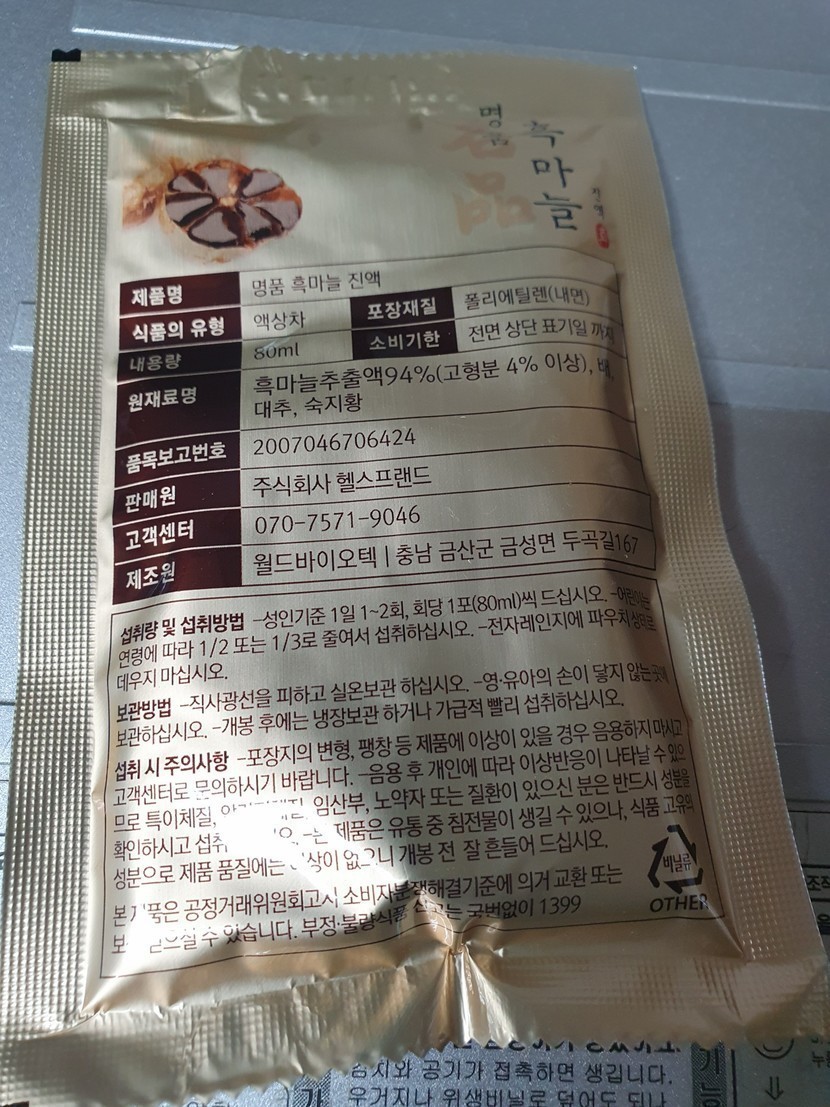 명품
흑마늘
진액
제품명 명품 흑마늘 진액
식품의 유형 액상차 포장재질 폴리에틸렌(내면)
내용량 80ml 소비기한 전면 상단 표기일 까지
원재료명 흑마늘추출액94%(고형분 4% 이상), 배,
대추, 숙지황
품목보고번호 2007046706424
판매원 주식회사 헬스프랜드
고객센터 070-7571-9046
제조원 월드바이오텍 | 충남 금산군 금성면 두곡길167
섭취량 및 섭취방법 -성인기준 1일 1~2회, 회당 1포(80ml)씩 드십시오. -어린이는
연령에 따라 1/2 또는 1/3로 줄여서 섭취하십시오. -전자레인지에 파우치상태로
데우지 마십시오.
보관방법 -직사광선을 피하고 실온보관 하십시오. -영·유아의 손이 닿지 않는 곳에
보관하십시오. -개봉 후에는 냉장보관 하거나 가급적 빨리 섭취하십시오.
섭취 시 주의사항 -포장지의 변형, 팽창 등 제품에 이상이 있을 경우 음용하지 마시고
고객센터로 문의하시기 바랍니다. -음용 후 개인에 따라 이상반응이 나타날 수 있으
므로 특이체질, 임산부, 노약자 또는 질환이 있으신 분은 반드시 성분을
확인하시고 제품은 유통 중 침전물이 생길 수 있으나, 식품 고유의
성분으로 제품 품질에는 이상이 없으니 개봉 전 잘 흔들어 드십시오.
본 제품은 공정거래위원회고시 소비자분쟁해결기준에 의거 교환 또는
받으실 수 있습니다. 부정·불량식품 신고는 국번없이 1399
비닐류
OTHER
김치와 공기가 접촉하면 생깁니다.
우거지나 위생비닐로 덮어도 되나